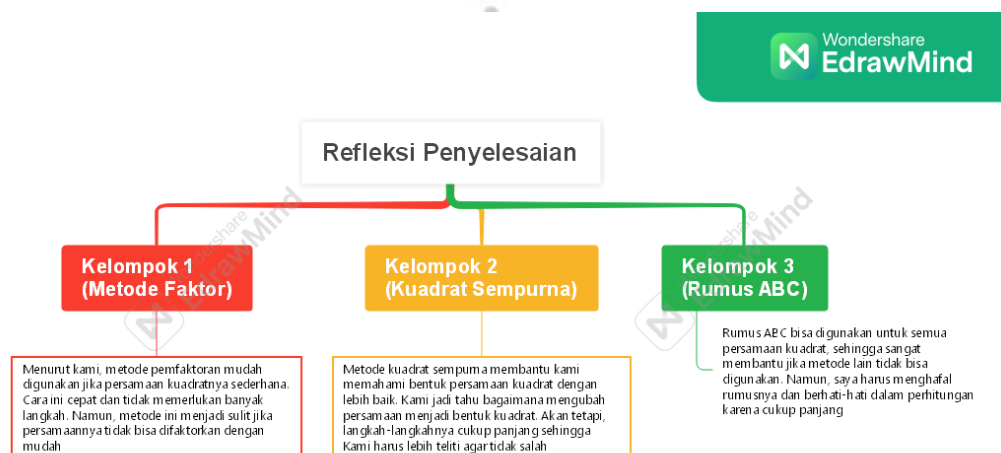 Wondershare
EdrawMind
Refleksi Penyelesaian
Kelompok 1
(Metode Faktor)
Kelompok 2
(Kuadrat Sempurna)
Kelompok 3
(Rumus ABC)
Menurut kami, metode pemfaktoran mudah
digunakan jika persamaan kuadratnya sederhana.
Cara ini cepat dan tidak memerlukan banyak
langkah. Namun, metode ini menjadi sulit jika
persamaannya tidak bisa difaktorkan dengan
mudah
Metode kuadrat sempurna membantu kami
memahami bentuk persamaan kuadrat dengan
lebih baik. Kami jadi tahu bagaimana mengubah
persamaan menjadi bentuk kuadrat. Akan tetapi,
langkah-langkahnya cukup panjang sehingga
Kami harus lebih teliti agar tidak salah
Rumus ABC bisa digunakan untuk semua
persamaan kuadrat, sehingga sangat
membantu jika metode lain tidak bisa
digunakan. Namun, saya harus menghafal
rumusnya dan berhati-hati dalam perhitungan
karena cukup panjang
Wondershare
EdrawMind
Wondershare
EdrawMind